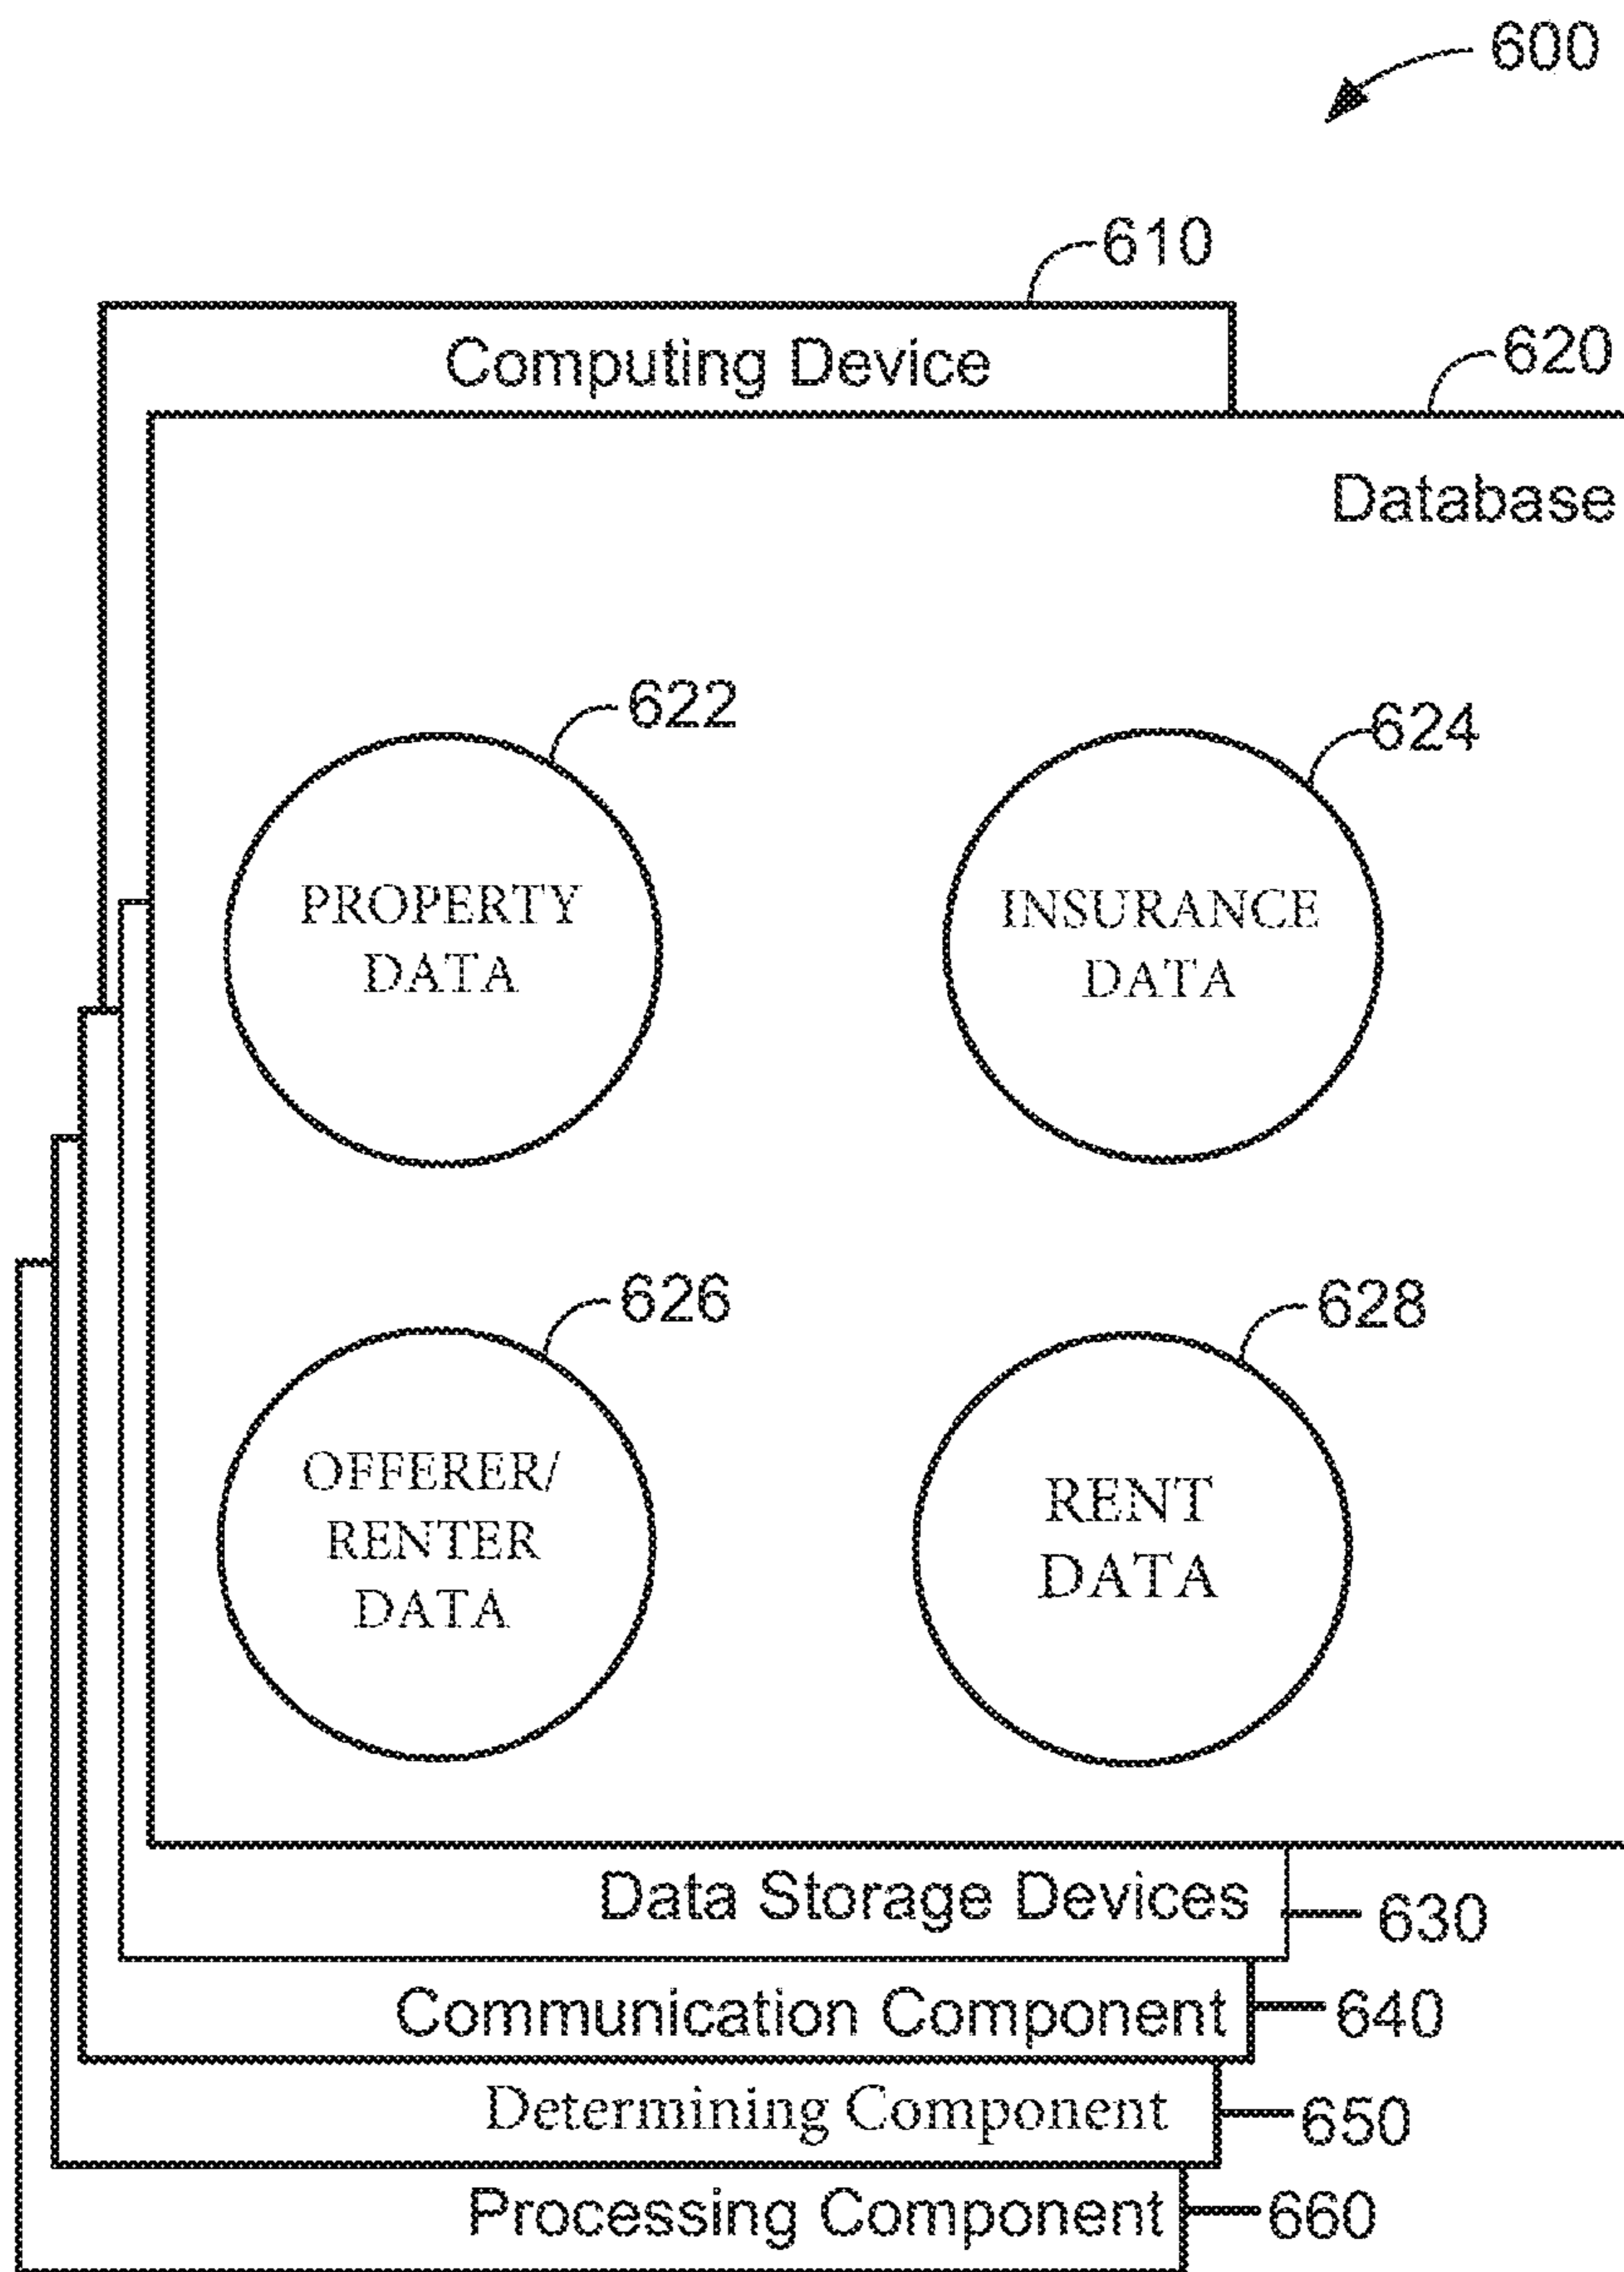 600
610
Computing Device
620
Database
622
624
PROPERTY
DATA
INSURANCE
DATA
626
628
OFFERER/
RENTER
DATA
RENT
DATA
Data Storage Devices
630
Communication Component
640
Determining Component
650
Processing Component
660